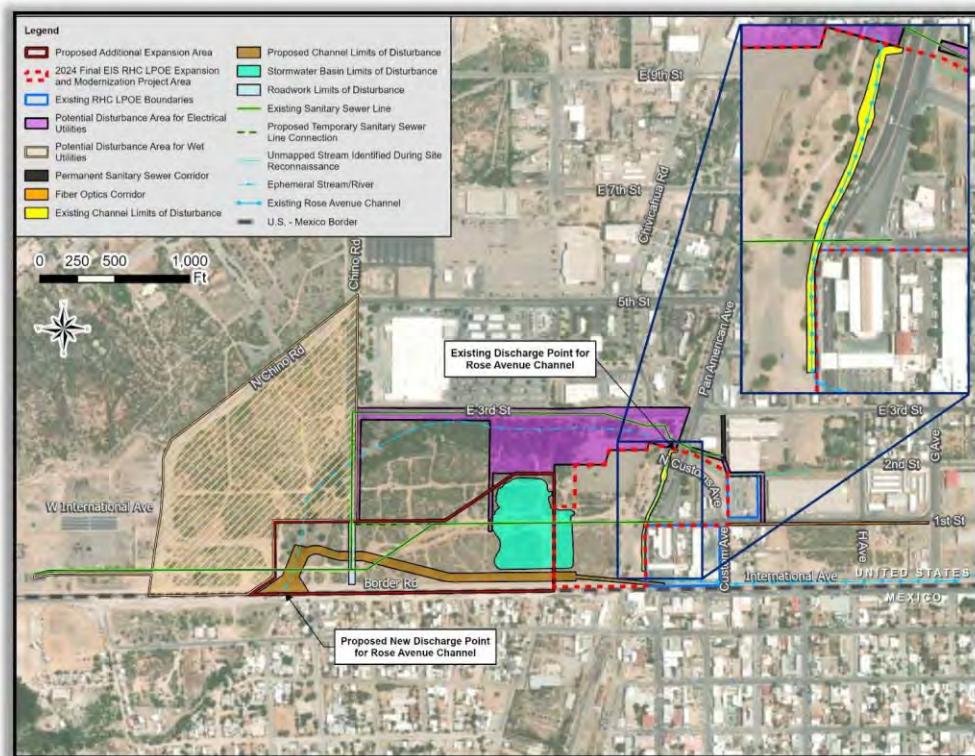 Legend
Proposed Additional Expansion Area
2024 Final EIS RHC LPOE Expansion
and Modernization Project Area
Existing RHC LPOE Boundaries
Potential Disturbance Area for Electrical
Utilities
Potential Disturbance Area for Wet
Utilities
Permanent Sanitary Sewer Corridor
Fiber Optics Corridor
Existing Channel Limits of Disturbance
Proposed Channel Limits of Disturbance
Stormwater Basin Limits of Disturbance
Roadwork Limits of Disturbance
Existing Sanitary Sewer Line
Proposed Temporary Sanitary Sewer
Line Connection
Unmapped Stream Identified During Site
Reconnaissance
Ephemeral Stream/River
Existing Rose Avenue Channel
U.S. - Mexico Border
0 250 500 1,000
Ft
E 9th St
E 7th St
Chivicahua Rd
Chino Rd
5th St
Pan American Ave
N Chino Rd
Existing Discharge Point for
Rose Avenue Channel
E 3rd St
E 3rd St
G Ave
N Customs Ave
2nd St
W International Ave
1st St
H Ave
Custom Ave
Border Rd
International Ave
UNITED STATES
MEXICO
Proposed New Discharge Point
for Rose Avenue Channel